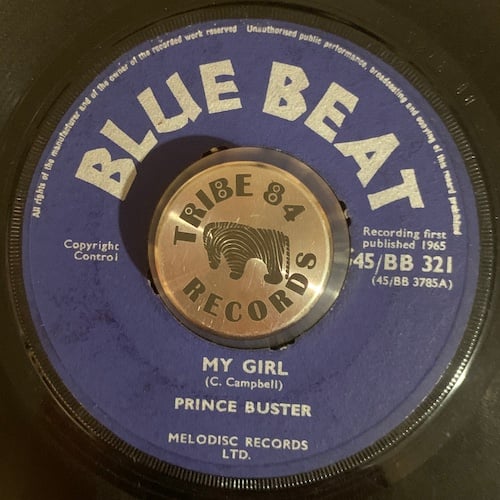 All rights of the manufacturer and of the owner of the recorded work reserved Unauthorised public performance, broadcasting and copying of this record prohibited
BLUE BEAT
TRIBE 84
RECORDS
Copyright
Control
Recording first
published 1965
45/BB 321
(45/BB 3785A)
MY GIRL
(C. Campbell)
PRINCE BUSTER
MELODISC RECORDS
LTD.